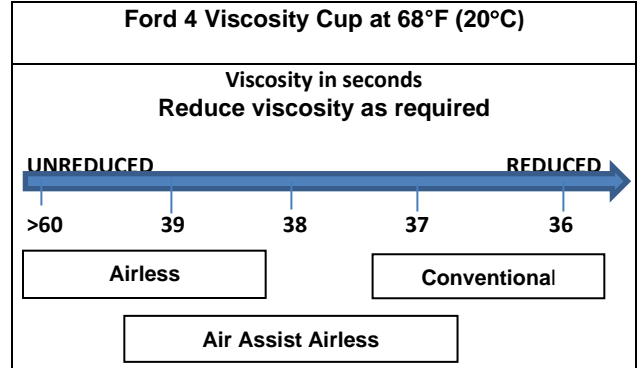 Ford 4 Viscosity Cup at 68°F (20°C)
Viscosity in seconds
Reduce viscosity as required
UNREDUCED REDUCED
>60 39 38 37 36
Airless Conventional
Air Assist Airless